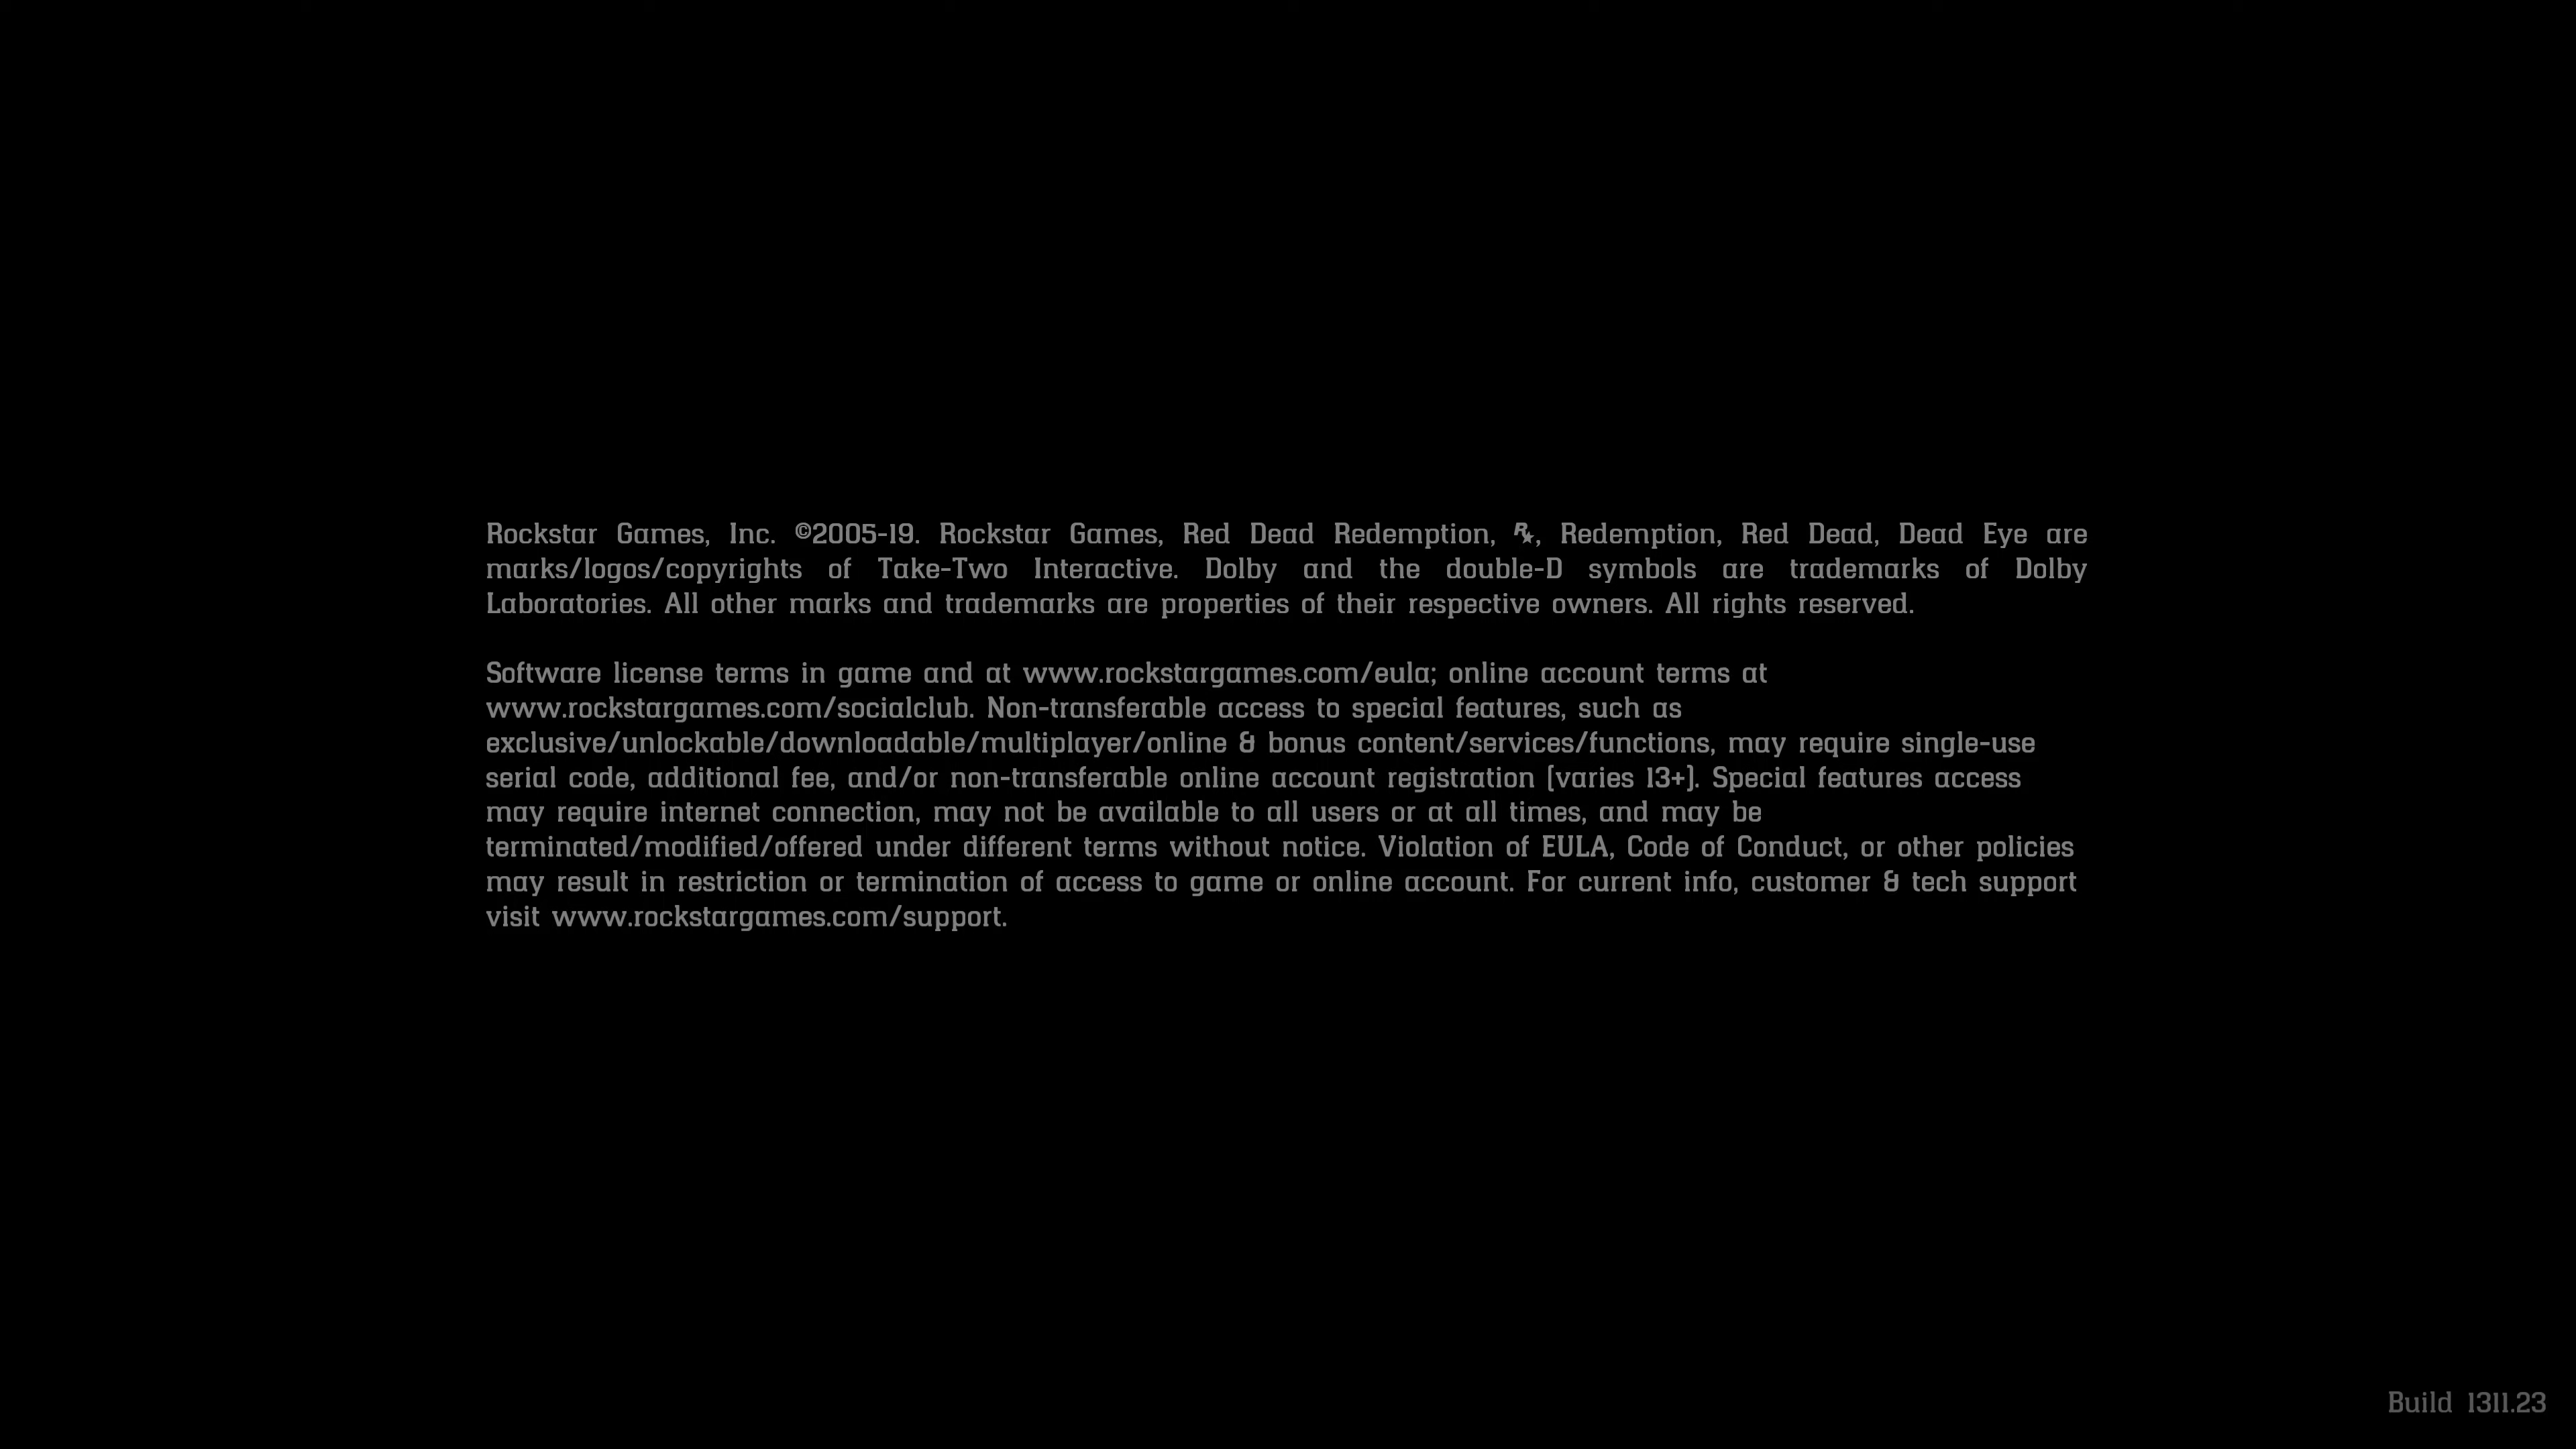 Rockstar Games, Inc. ©2005-19. Rockstar Games, Red Dead Redemption, R★, Redemption, Red Dead, Dead Eye are
marks/logos/copyrights of Take-Two Interactive. Dolby and the double-D symbols are trademarks of Dolby
Laboratories. All other marks and trademarks are properties of their respective owners. All rights reserved.
Software license terms in game and at www.rockstargames.com/eula; online account terms at
www.rockstargames.com/socialclub. Non-transferable access to special features, such as
exclusive/unlockable/downloadable/multiplayer/online & bonus content/services/functions, may require single-use
serial code, additional fee, and/or non-transferable online account registration (varies 13+). Special features access
may require internet connection, may not be available to all users or at all times, and may be
terminated/modified/offered under different terms without notice. Violation of EULA, Code of Conduct, or other policies
may result in restriction or termination of access to game or online account. For current info, customer & tech support
visit www.rockstargames.com/support.
Build 1311.23